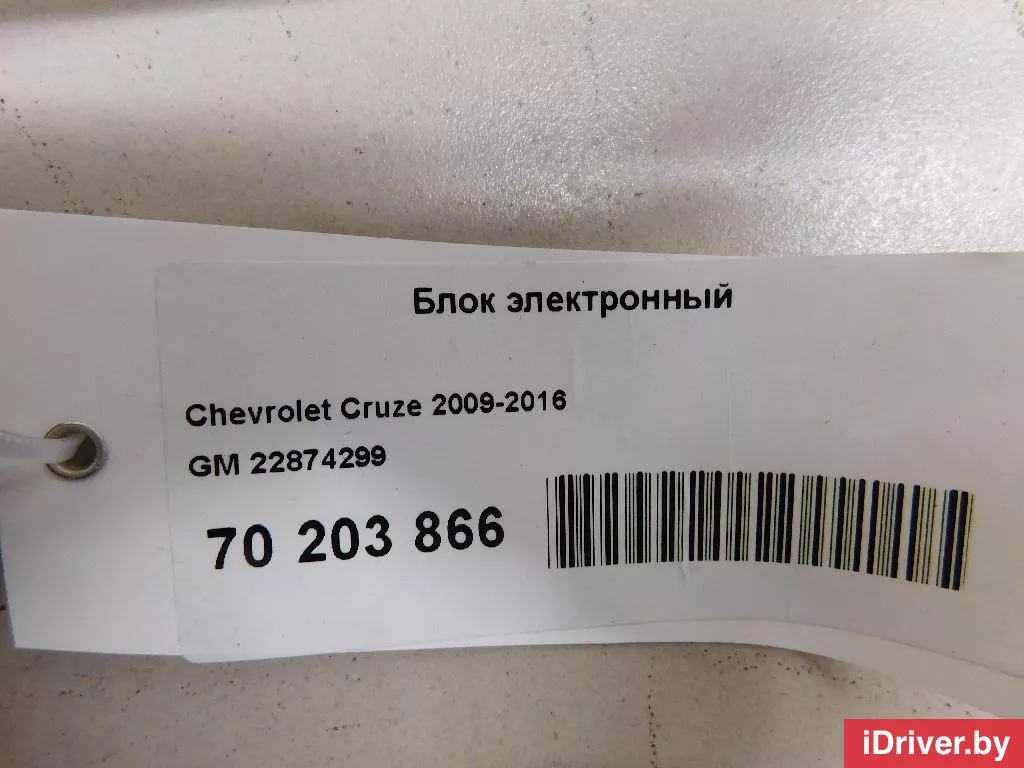 Блок электронный
Chevrolet Cruze 2009-2016
GM 22874299
70 203 866
iDriver.by